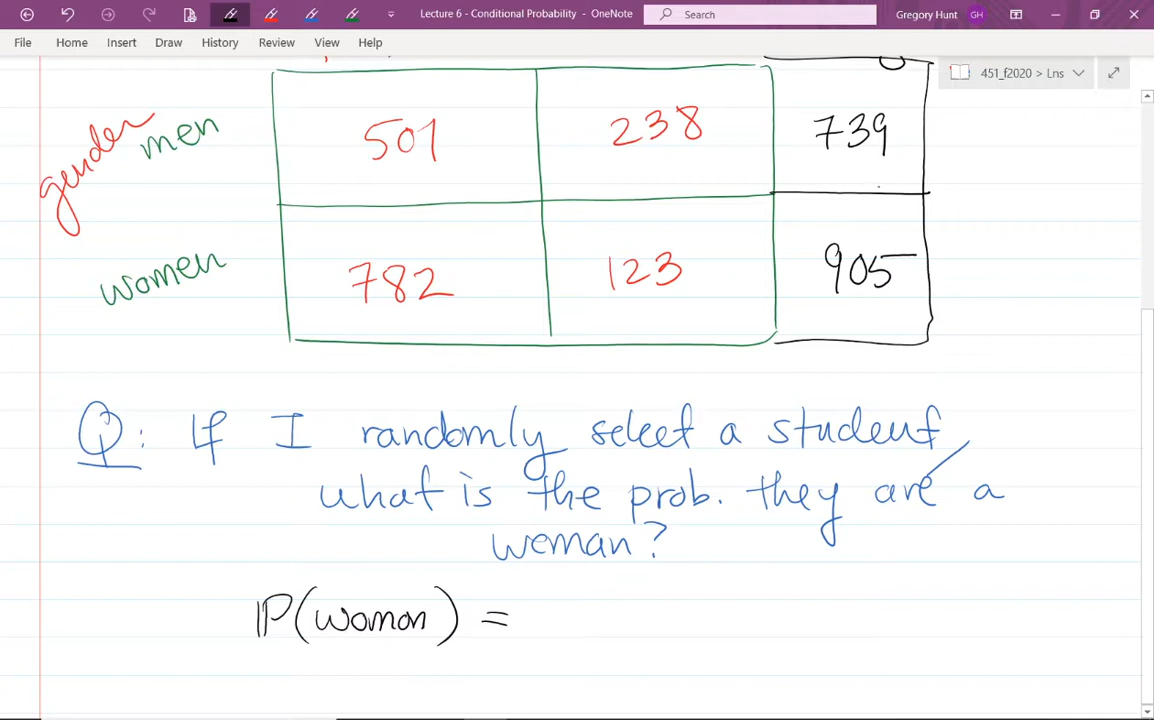 Lecture 6 - Conditional Probability - OneNote
Search
Gregory Hunt GH
File Home Insert Draw History Review View Help
451_f2020 > Lns
gender
men 501 238 739
women 782 123 905
Q: If I randomly select a student,
what is the prob. they are a
woman?
IP(woman) =